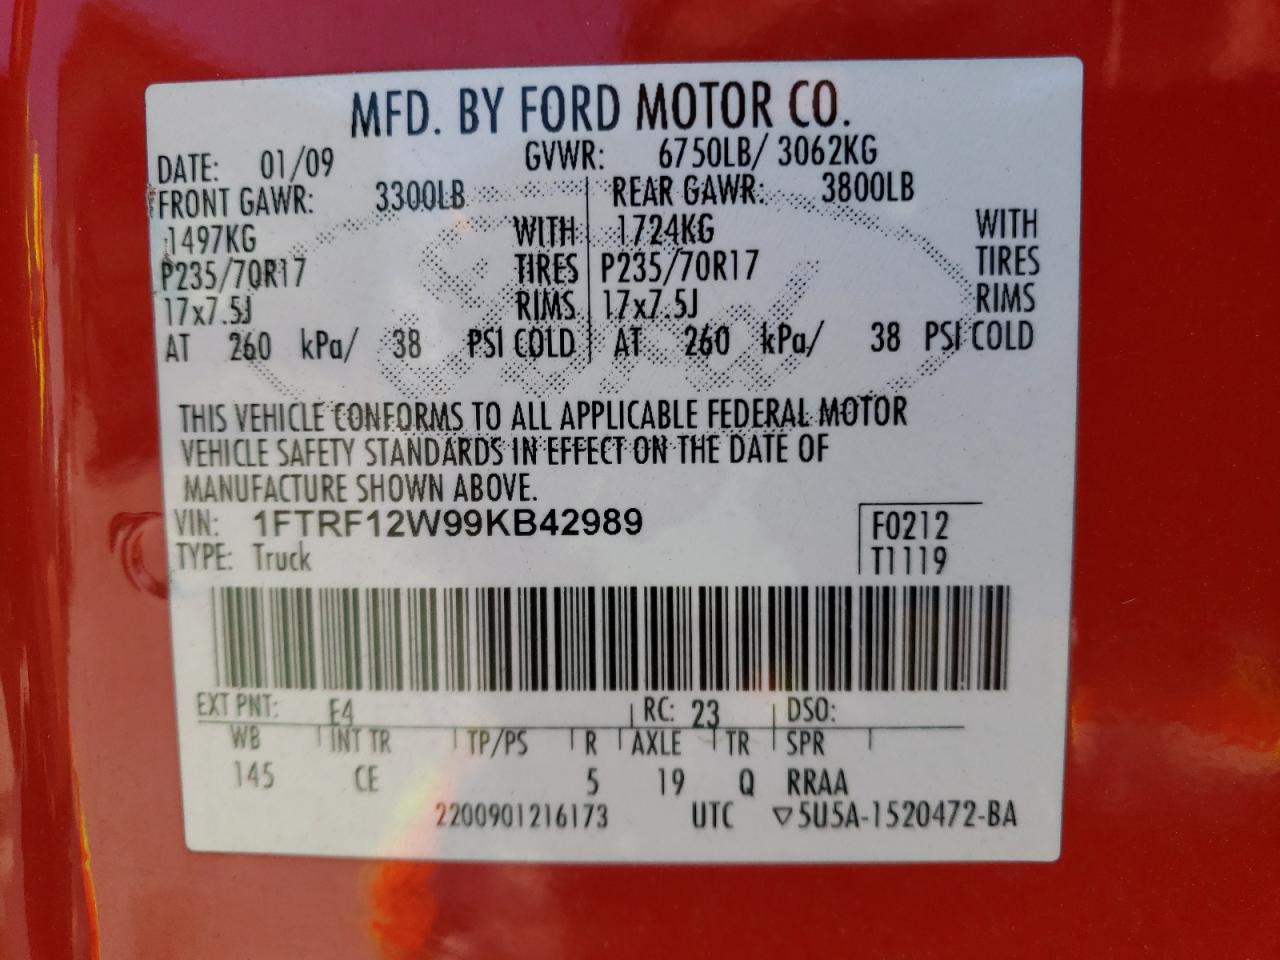 MFD. BY FORD MOTOR CO.
DATE: 01/09 GVWR: 6750LB/ 3062KG
FRONT GAWR: 3300LB REAR GAWR: 3800LB
1497KG WITH 1724KG WITH
P235/70R17 TIRES P235/70R17 TIRES
17x7.5J RIMS 17x7.5J RIMS
AT 260 kPa/ 38 PSI COLD AT 260 kPa/ 38 PSI COLD
THIS VEHICLE CONFORMS TO ALL APPLICABLE FEDERAL MOTOR
VEHICLE SAFETY STANDARDS IN EFFECT ON THE DATE OF
MANUFACTURE SHOWN ABOVE.
VIN: 1FTRF12W99KB42989 F0212
TYPE: Truck T1119
EXT PNT: E4 RC: 23 DSO:
WB INT TR TP/PS R AXLE TR SPR
145 CE 5 19 Q RRAA
2200901216173 UTC ▽5U5A-1520472-BA